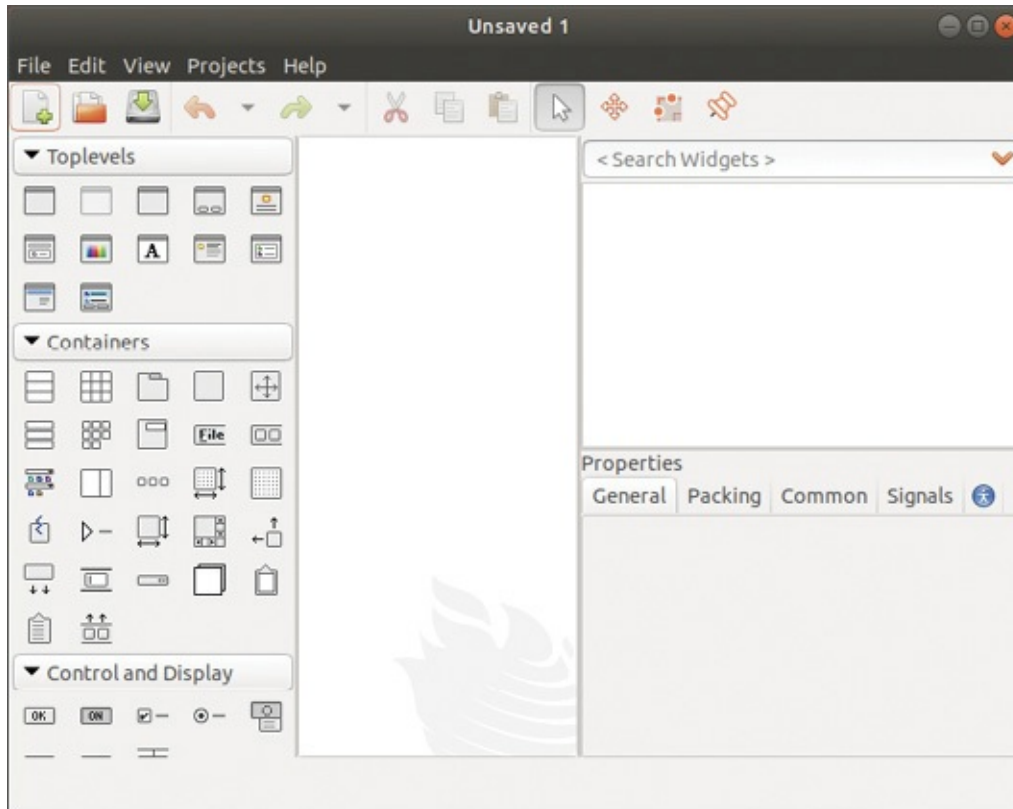 Unsaved 1
File Edit View Projects Help
Toplevels
< Search Widgets >
A
Containers
File
Properties
General Packing Common Signals
Control and Display
OK ON